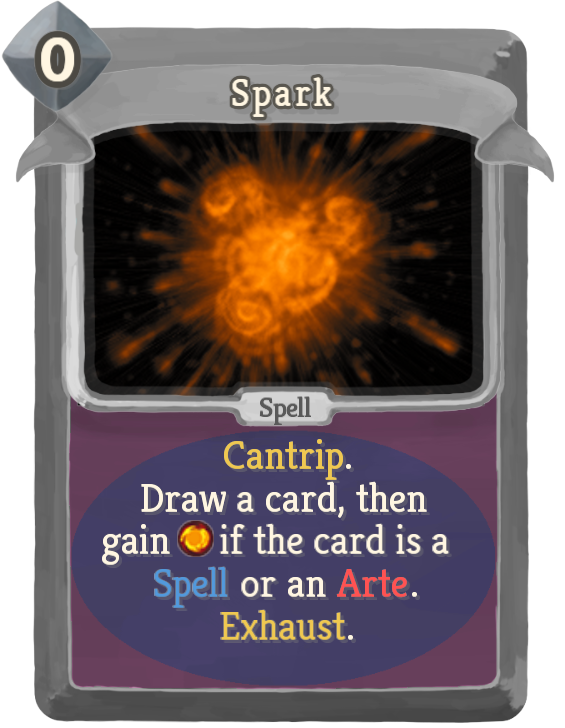 0
Spark
Spell
Cantrip.
Draw a card, then
gain if the card is a
Spell or an Arte.
Exhaust.